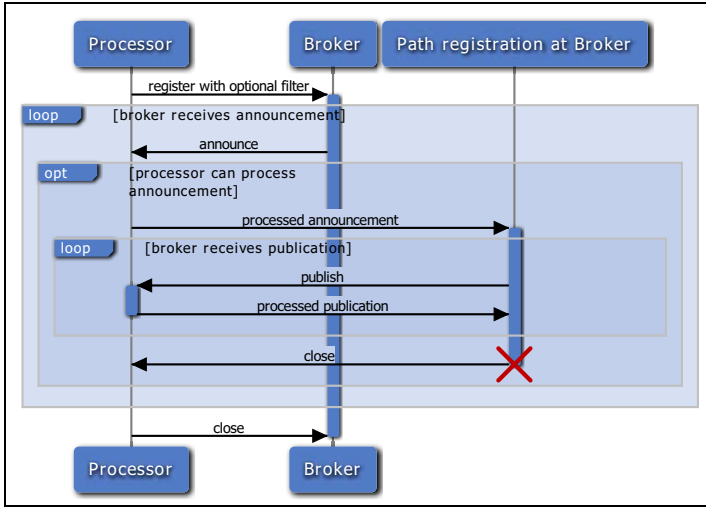 Processor
Broker
Path registration at Broker
register with optional filter
loop
[broker receives announcement]
announce
opt
[processor can process
announcement]
processed announcement
loop
[broker receives publication]
publish
processed publication
close
close
Processor
Broker